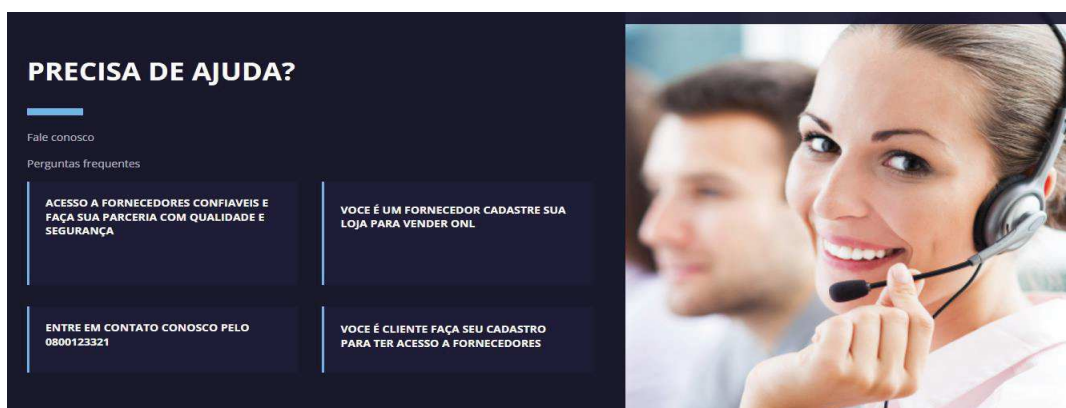 PRECISA DE AJUDA?
Fale conosco
Perguntas frequentes
ACESSO A FORNECEDORES CONFIAVEIS E
FAÇA SUA PARCERIA COM QUALIDADE E
SEGURANÇA
VOCE É UM FORNECEDOR CADASTRE SUA
LOJA PARA VENDER ONL
ENTRE EM CONTATO CONOSCO PELO
0800123321
VOCE É CLIENTE FAÇA SEU CADASTRO
PARA TER ACESSO A FORNECEDORES